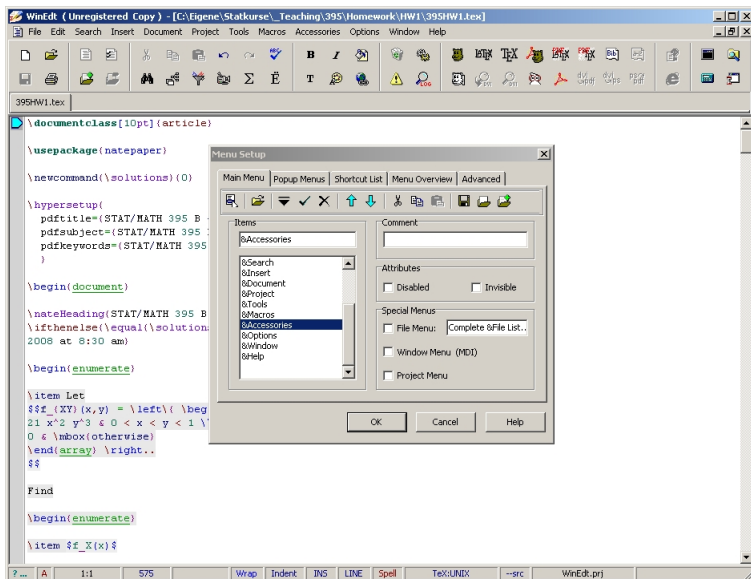 WinEdt ( Unregistered Copy ) - [C:\Eigene\Statkurse\_Teaching\395\Homework\HW1\395HW1.tex]
File Edit Search Insert Document Project Tools Macros Accessories Options Window Help
395HW1.tex
\documentclass[10pt]{article}
\usepackage{natepaper}
\newcommand{\solutions}{0}
\hypersetup{
pdftitle={STAT/MATH 395 B
pdfsubject={STAT/MATH 395
pdfkeywords={STAT/MATH 395
}
\begin{document}
\nateHeading{STAT/MATH 395 B
\ifthenelse{\equal{\solution
2008 at 8:30 am}
\begin{enumerate}
\item Let
$$f_{XY}(x,y) = \left\{ \beg
21 x^2 y^3 & 0 < x < y < 1 \
0 & \mbox{otherwise}
\end{array} \right..
$$
Find
\begin{enumerate}
\item $f_X(x)$
Menu Setup
Main Menu Popup Menus Shortcut List Menu Overview Advanced
Items
&Accessories
&Search
&Insert
&Document
&Project
&Tools
&Macros
&Accessories
&Options
&Window
&Help
Comment
Attributes
Disabled Invisible
Special Menus
File Menu: Complete &File List..
Window Menu (MDI)
Project Menu
OK Cancel Help
?... A 1:1 575 Wrap Indent INS LINE Spell TeX:UNIX --src WinEdt.prj